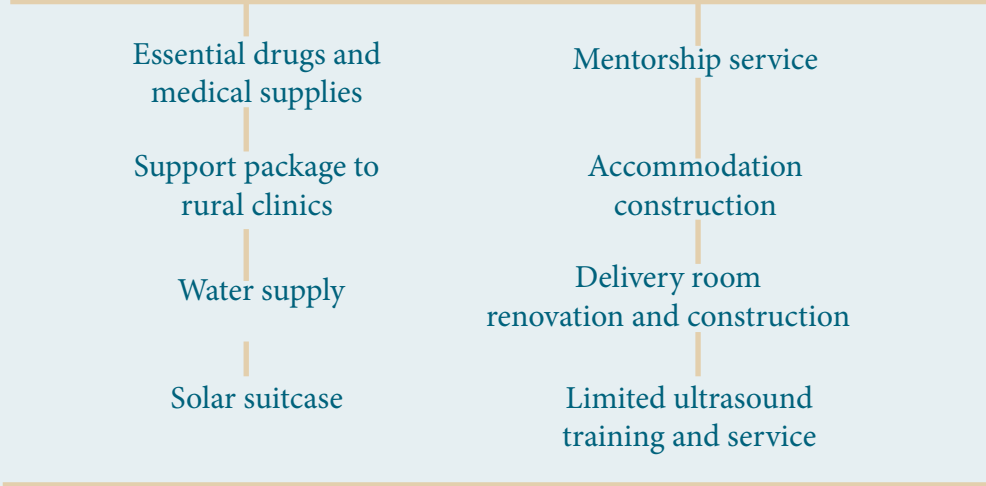 Essential drugs and
medical supplies
Support package to
rural clinics
Water supply
Solar suitcase
Mentorship service
Accommodation
construction
Delivery room
renovation and construction
Limited ultrasound
training and service